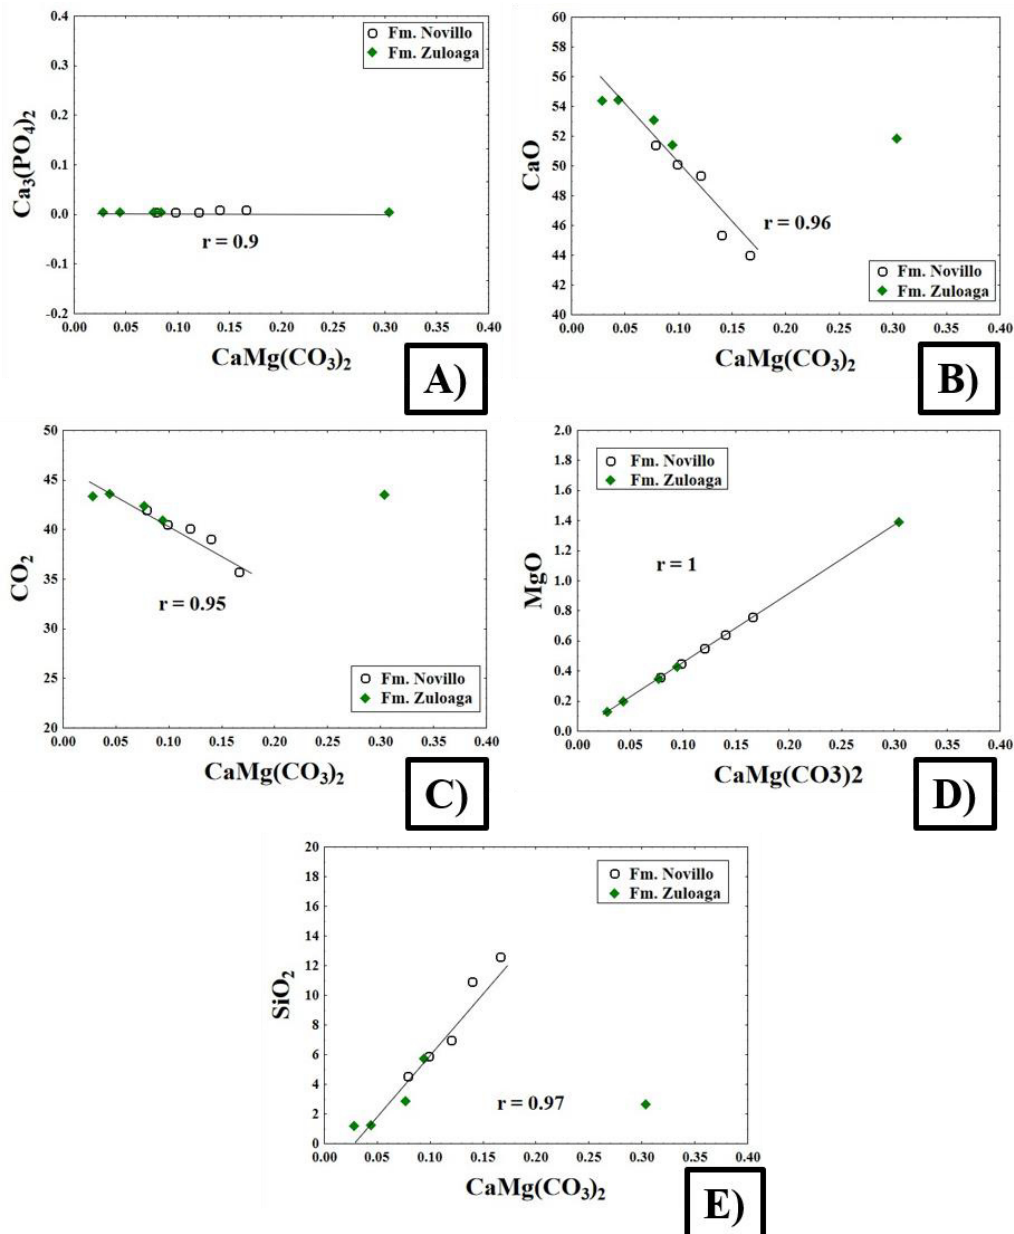 0.4
0.3
0.2
0.1
0.0
-0.1
-0.2
0.00 0.05 0.10 0.15 0.20 0.25 0.30 0.35 0.40
Ca₃(PO₄)₂
Fm. Novillo
Fm. Zuloaga
r = 0.9
CaMg(CO₃)₂
A)
60
58
56
54
52
50
48
46
44
42
40
0.00 0.05 0.10 0.15 0.20 0.25 0.30 0.35 0.40
CaO
r = 0.96
Fm. Novillo
Fm. Zuloaga
CaMg(CO₃)₂
B)
50
45
40
35
30
25
20
0.00 0.05 0.10 0.15 0.20 0.25 0.30 0.35 0.40
CO₂
r = 0.95
Fm. Novillo
Fm. Zuloaga
CaMg(CO₃)₂
C)
2.0
1.8
1.6
1.4
1.2
1.0
0.8
0.6
0.4
0.2
0.0
0.00 0.05 0.10 0.15 0.20 0.25 0.30 0.35 0.40
MgO
Fm. Novillo
Fm. Zuloaga
r = 1
CaMg(CO3)2
D)
20
18
16
14
12
10
8
6
4
2
0
0.00 0.05 0.10 0.15 0.20 0.25 0.30 0.35 0.40
SiO₂
Fm. Novillo
Fm. Zuloaga
r = 0.97
CaMg(CO₃)₂
E)